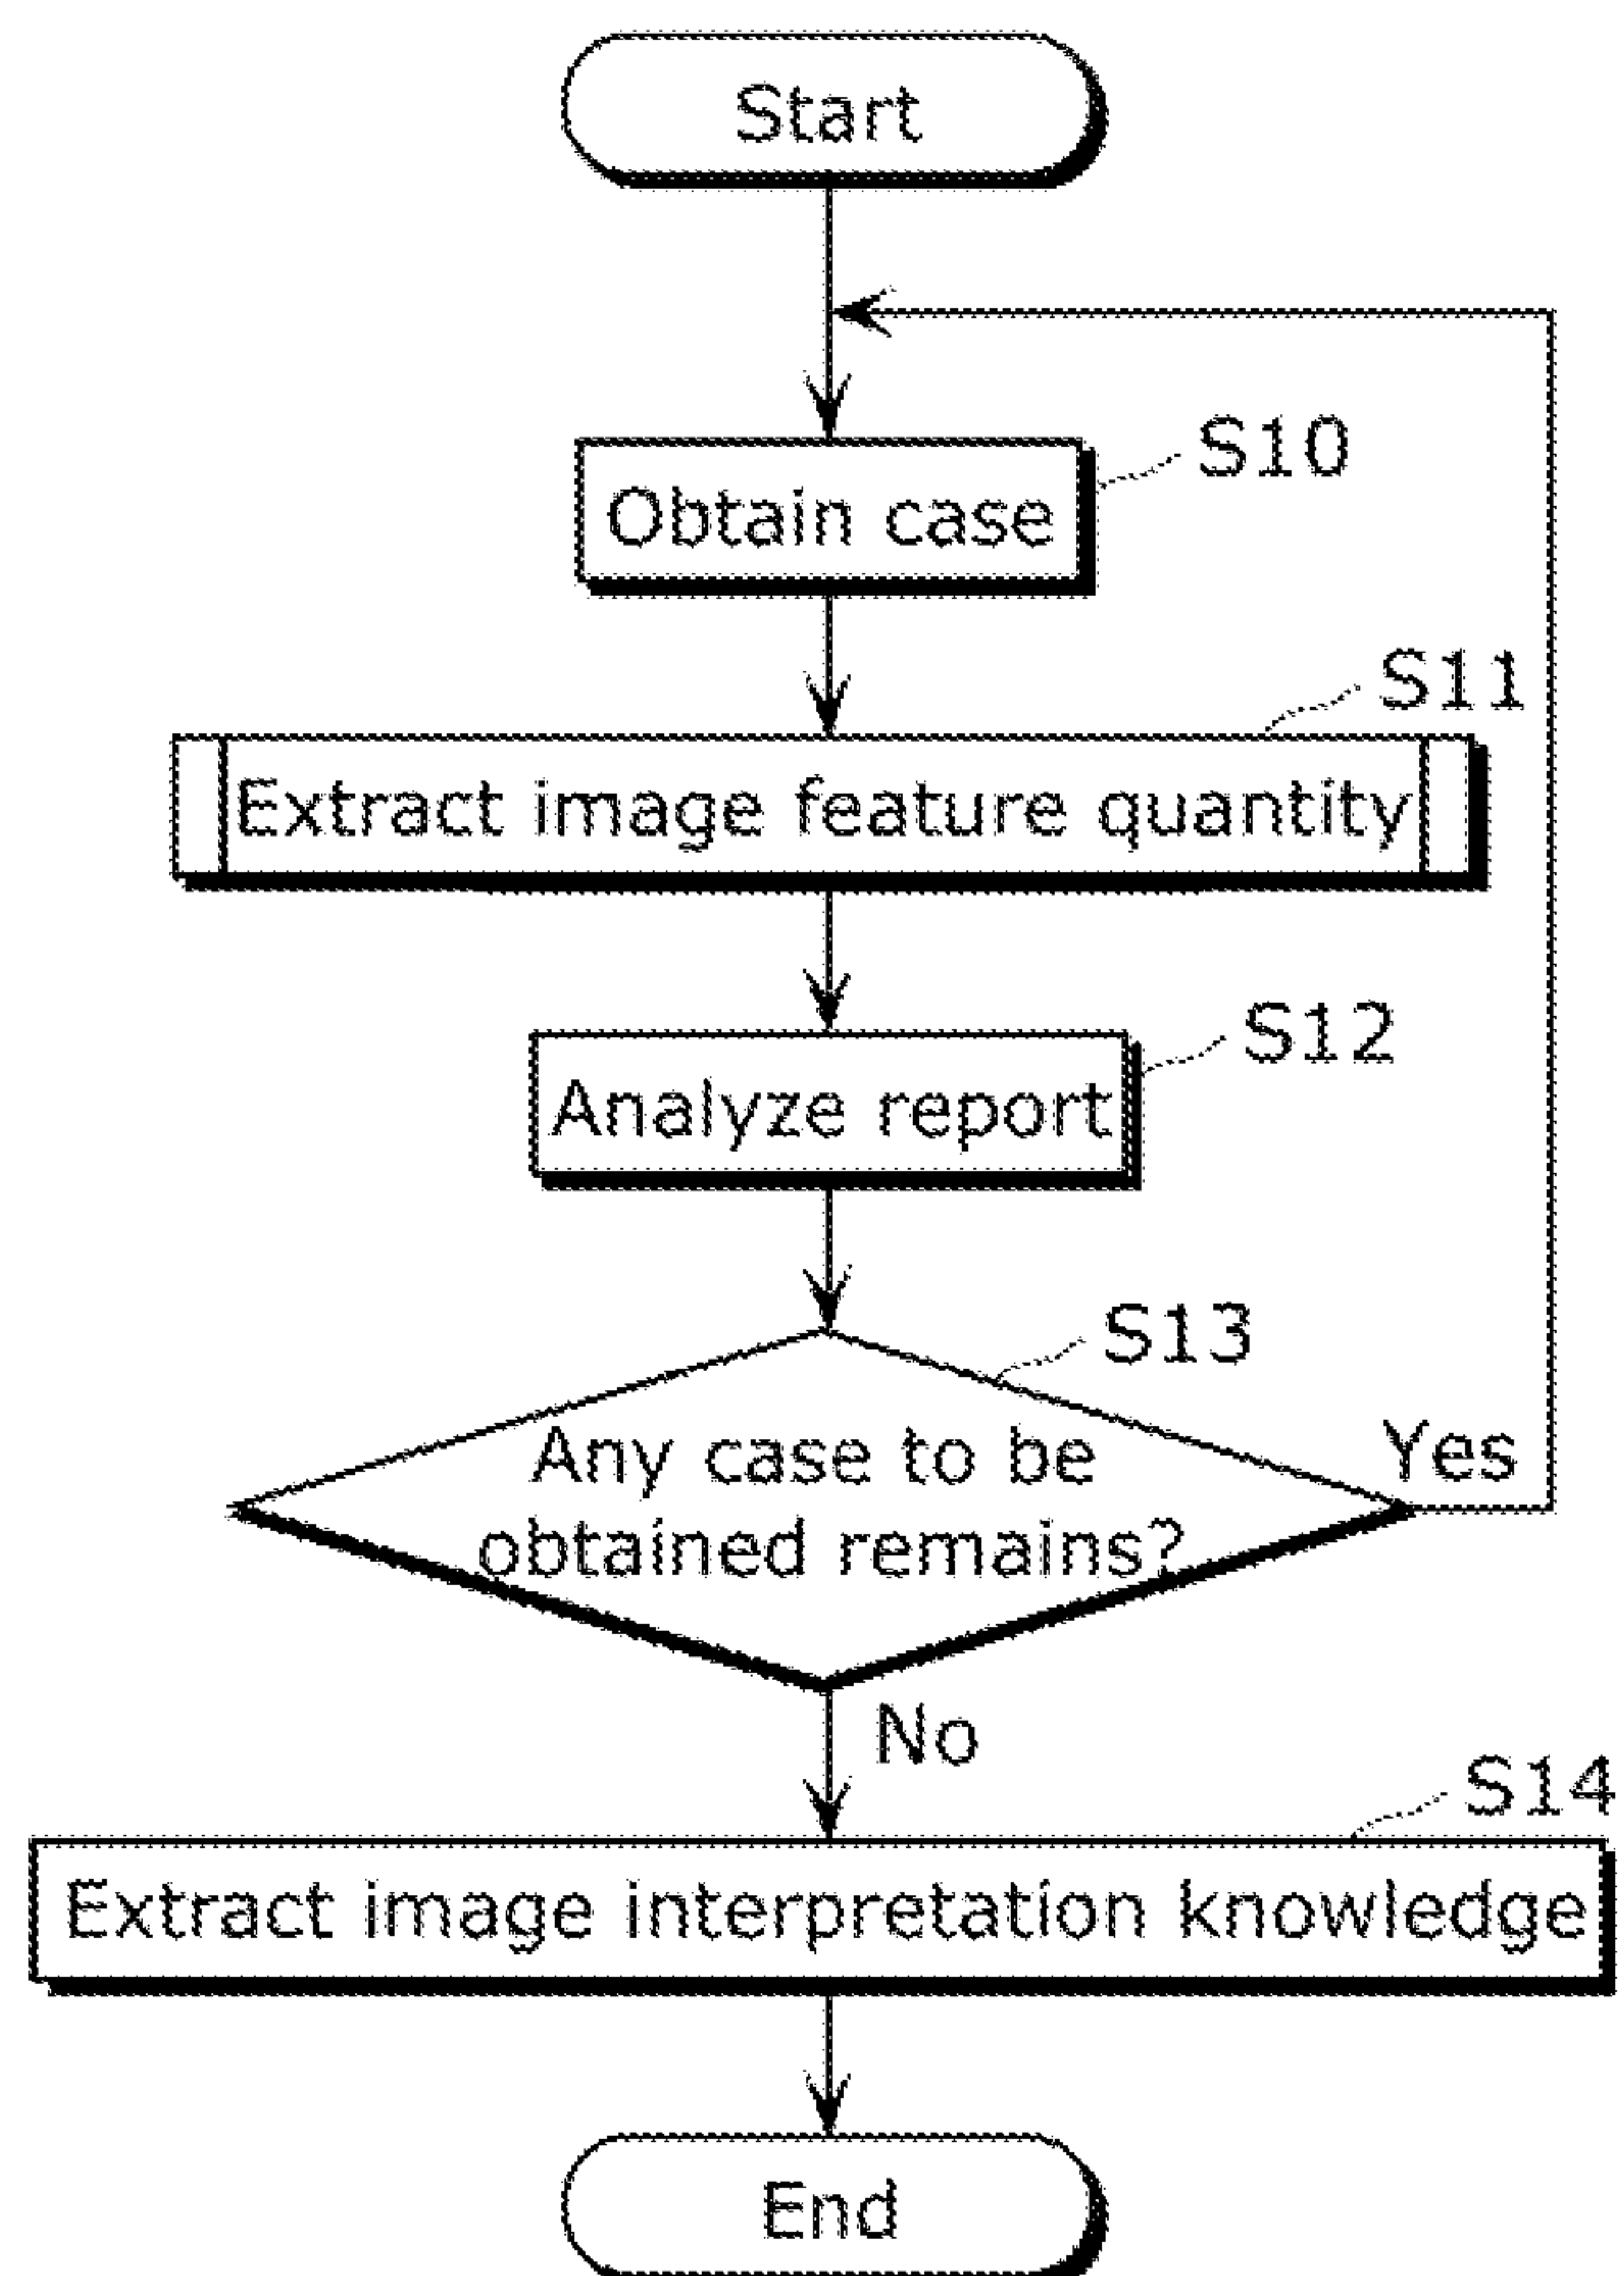 Start
S10
Obtain case
S11
Extract image feature quantity
S12
Analyze report
S13
Any case to be
obtained remains?
Yes
No
S14
Extract image interpretation knowledge
End